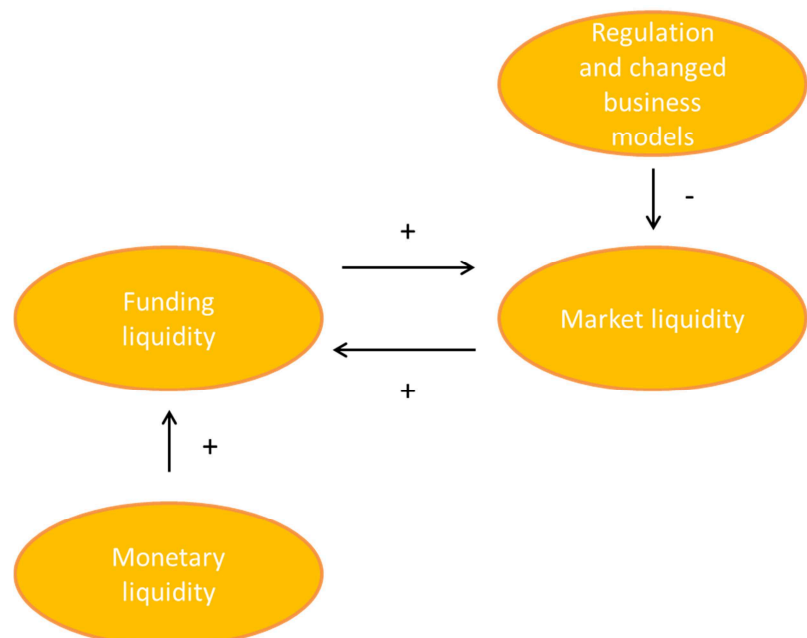 Regulation
and changed
business
models
-
+
Funding
liquidity
Market liquidity
+
+
Monetary
liquidity